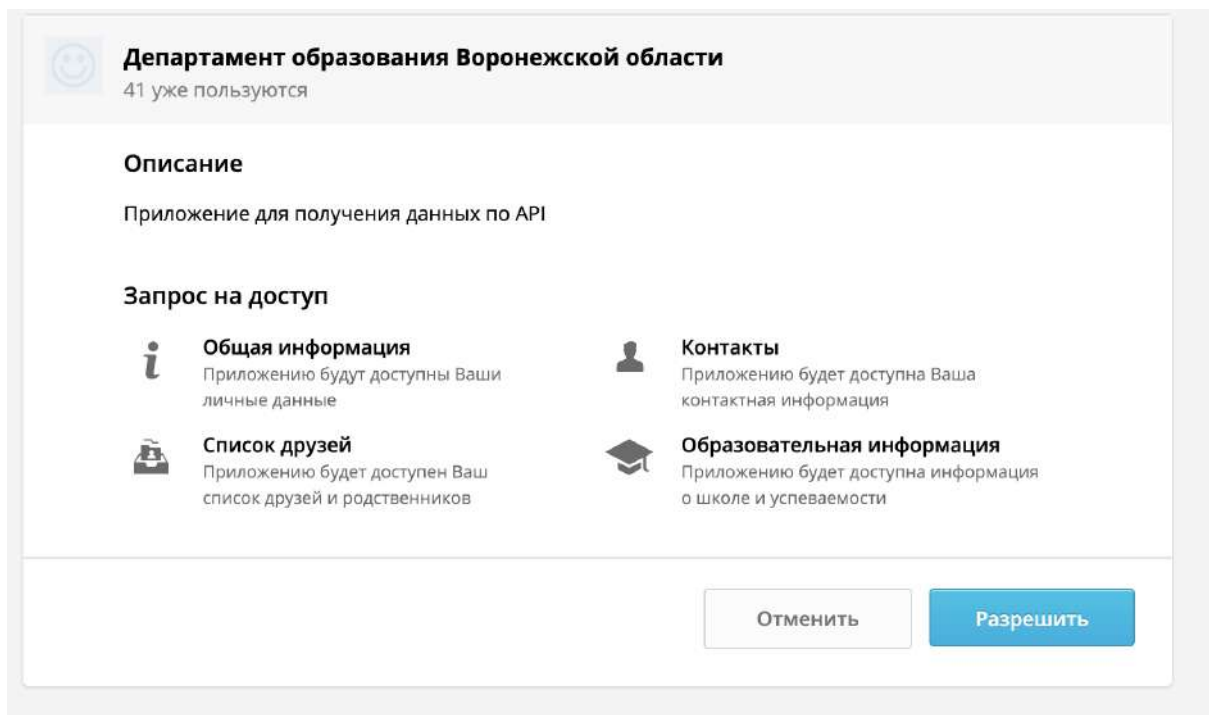 Департамент образования Воронежской области
41 уже пользуются
Описание
Приложение для получения данных по API
Запрос на доступ
Общая информация
Приложению будут доступны Ваши
личные данные
Контакты
Приложению будет доступна Ваша
контактная информация
Список друзей
Приложению будет доступен Ваш
список друзей и родственников
Образовательная информация
Приложению будет доступна информация
о школе и успеваемости
Отменить
Разрешить